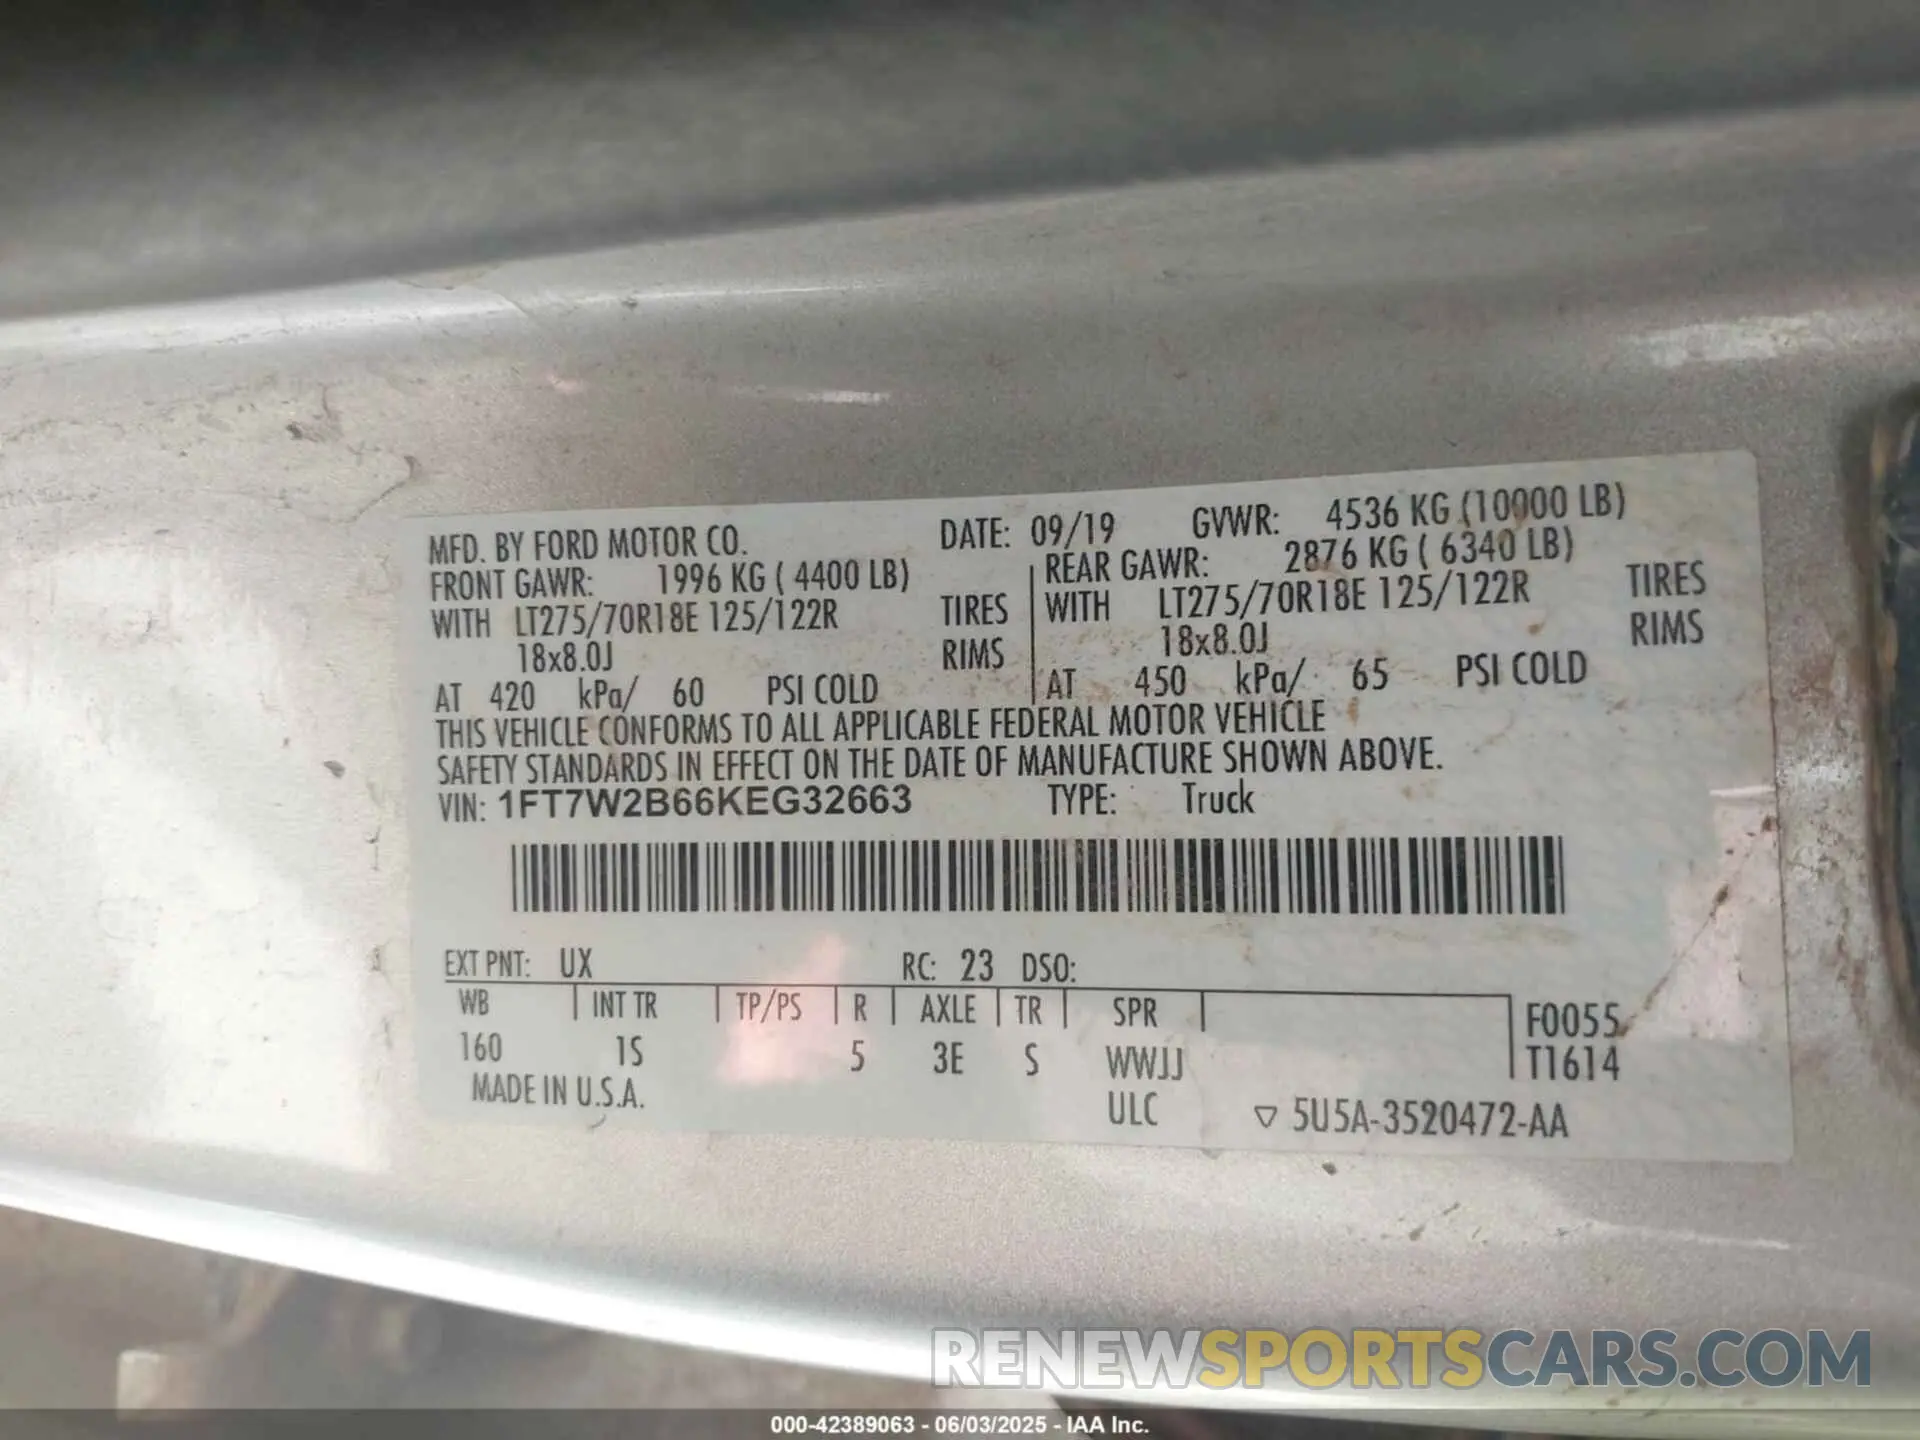 MFD. BY FORD MOTOR CO. DATE: 09/19 GVWR: 4536 KG (10000 LB)
FRONT GAWR: 1996 KG ( 4400 LB) REAR GAWR: 2876 KG ( 6340 LB)
WITH LT275/70R18E 125/122R TIRES WITH LT275/70R18E 125/122R TIRES
18x8.0J RIMS 18x8.0J RIMS
AT 420 kPa/ 60 PSI COLD AT 450 kPa/ 65 PSI COLD
THIS VEHICLE CONFORMS TO ALL APPLICABLE FEDERAL MOTOR VEHICLE
SAFETY STANDARDS IN EFFECT ON THE DATE OF MANUFACTURE SHOWN ABOVE.
VIN: 1FT7W2B66KEG32663 TYPE: Truck
EXT PNT: UX RC: 23 DSO:
WB INT TR TP/PS R AXLE TR SPR F0055
160 1S 5 3E S WWJJ T1614
MADE IN U.S.A. ULC ▽ 5U5A-3520472-AA
RENEWSPORTSCARS.COM
000-42389063 - 06/03/2025 - IAA Inc.